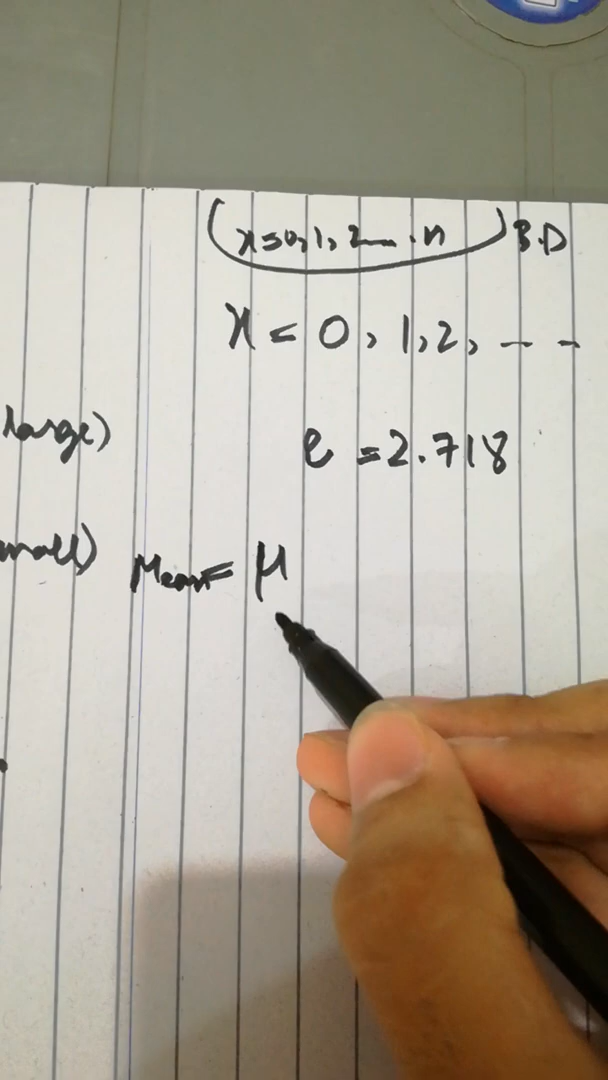 (x=0,1,2....n) B.D
x = 0, 1, 2, - -
large)
e = 2.718
mall)
Mean = μ